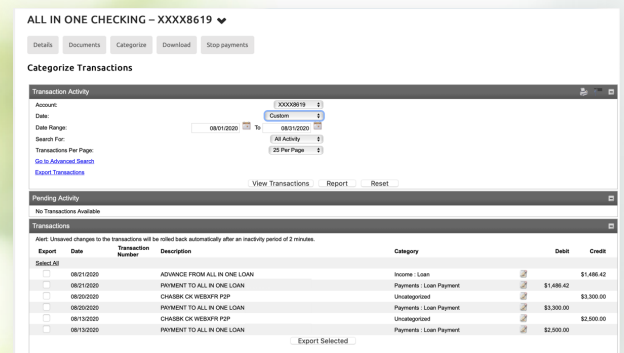 ALL IN ONE CHECKING – XXXX8619
Details Documents Categorize Download Stop payments
Categorize Transactions
Transaction Activity
Account: XXXX8619
Date: Custom
Date Range: 08/01/2020 To 08/31/2020
Search For: All Activity
Transactions Per Page: 25 Per Page
Go to Advanced Search
Export Transactions
View Transactions Report Reset
Pending Activity
No Transactions Available
Transactions
Alert: Unsaved changes to the transactions will be rolled back automatically after an inactivity period of 2 minutes.
Export Date Transaction Number Description Category Debit Credit
Select All
08/21/2020 ADVANCE FROM ALL IN ONE LOAN Income : Loan $1,486.42
08/21/2020 PAYMENT TO ALL IN ONE LOAN Payments : Loan Payment $1,486.42
08/20/2020 CHASBK CK WEBXFR P2P Uncategorized $3,300.00
08/20/2020 PAYMENT TO ALL IN ONE LOAN Payments : Loan Payment $3,300.00
08/13/2020 CHASBK CK WEBXFR P2P Uncategorized $2,500.00
08/13/2020 PAYMENT TO ALL IN ONE LOAN Payments : Loan Payment $2,500.00
Export Selected